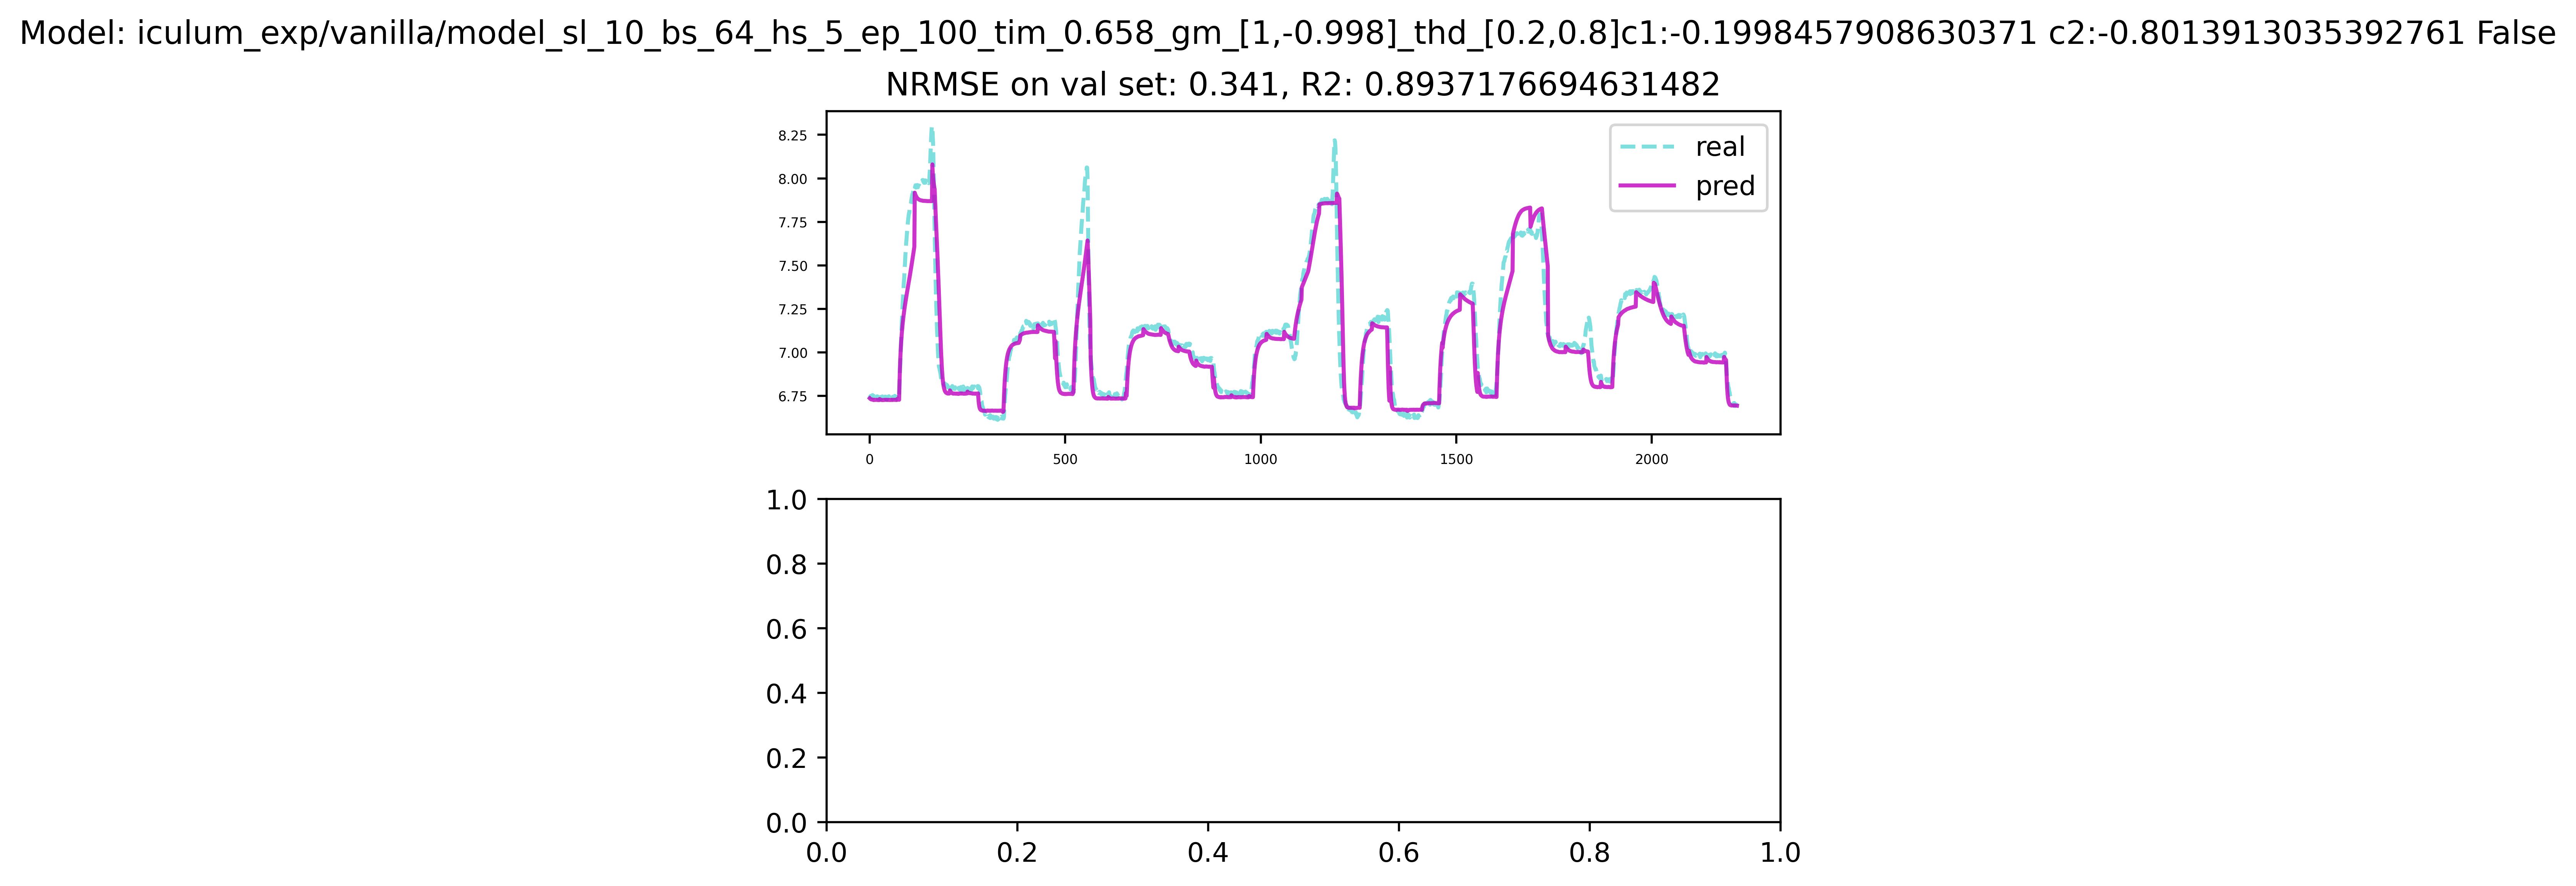 Model: iculum_exp/vanilla/model_sl_10_bs_64_hs_5_ep_100_tim_0.658_gm_[1,-0.998]_thd_[0.2,0.8]c1:-0.1998457908630371 c2:-0.8013913035392761 False
NRMSE on val set: 0.341, R2: 0.8937176694631482
8.25
8.00
7.75
7.50
7.25
7.00
6.75
real
pred
0 500 1000 1500 2000
1.0
0.8
0.6
0.4
0.2
0.0
0.0 0.2 0.4 0.6 0.8 1.0